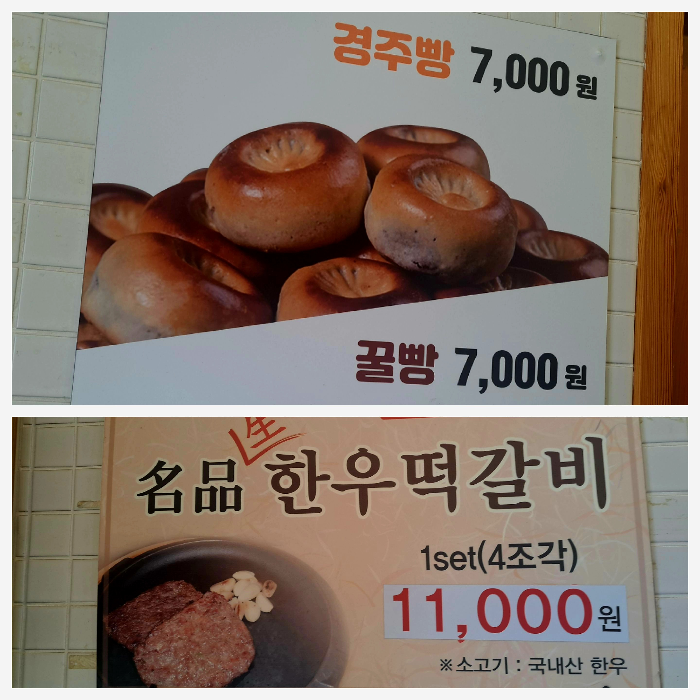 경주빵 7,000원
꿀빵 7,000원
生
名品 한우떡갈비
1set(4조각)
11,000원
※소고기 : 국내산 한우